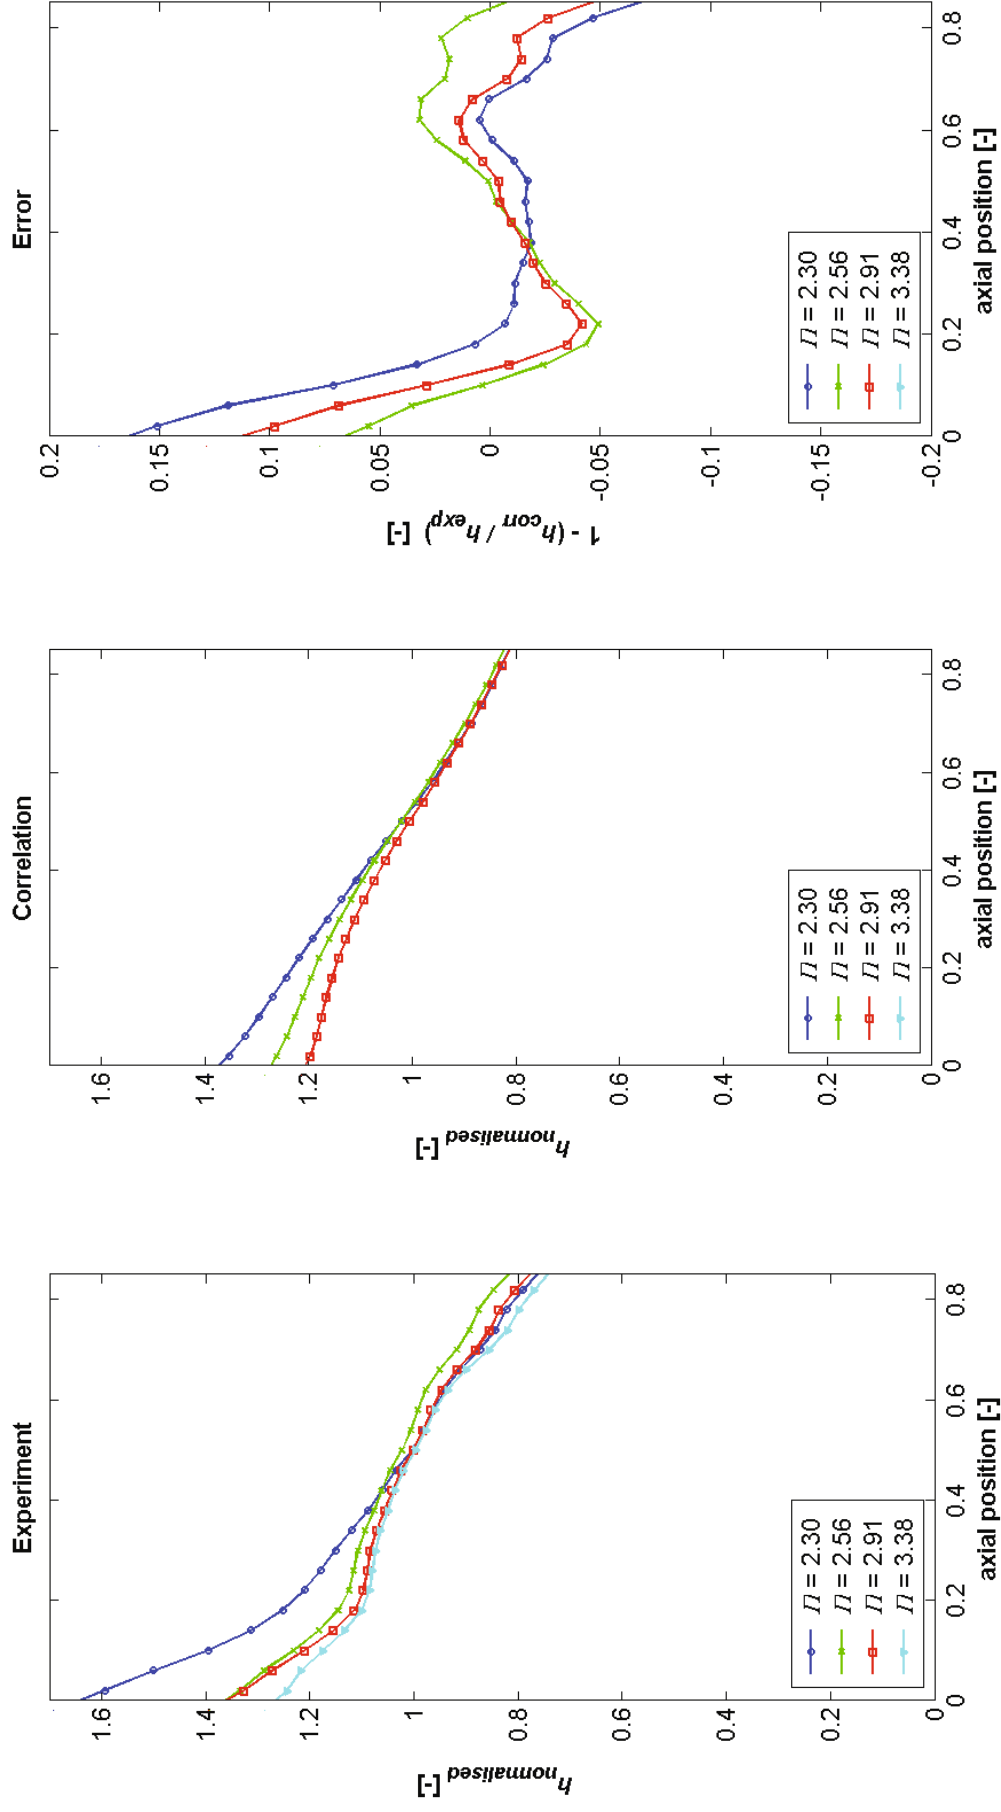 Experiment
h_normalised [-]
1.6
1.4
1.2
1
0.8
0.6
0.4
0.2
0
0
0.2
0.4
0.6
0.8
axial position [-]
Π = 2.30
Π = 2.56
Π = 2.91
Π = 3.38
Correlation
h_normalised [-]
1.6
1.4
1.2
1
0.8
0.6
0.4
0.2
0
0
0.2
0.4
0.6
0.8
axial position [-]
Π = 2.30
Π = 2.56
Π = 2.91
Π = 3.38
Error
1 - (h_corr / h_exp) [-]
0.2
0.15
0.1
0.05
0
-0.05
-0.1
-0.15
-0.2
0
0.2
0.4
0.6
0.8
axial position [-]
Π = 2.30
Π = 2.56
Π = 2.91
Π = 3.38